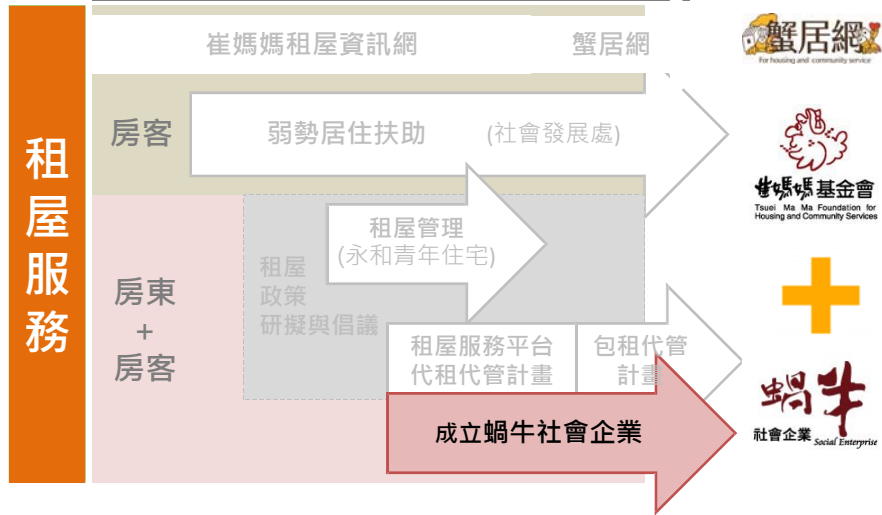 租屋服務
崔媽媽租屋資訊網
蟹居網
房客
弱勢居住扶助
(社會發展處)
租屋管理
(永和青年住宅)
租屋
政策
研擬與倡議
房東
+
房客
租屋服務平台
代租代管計畫
包租代管
計畫
成立蝸牛社會企業
蟹居網
For housing and community service
崔媽媽基金會
Tsuei Ma Ma Foundation for
Housing and Community Services
蝸牛
社會企業 Social Enterprise